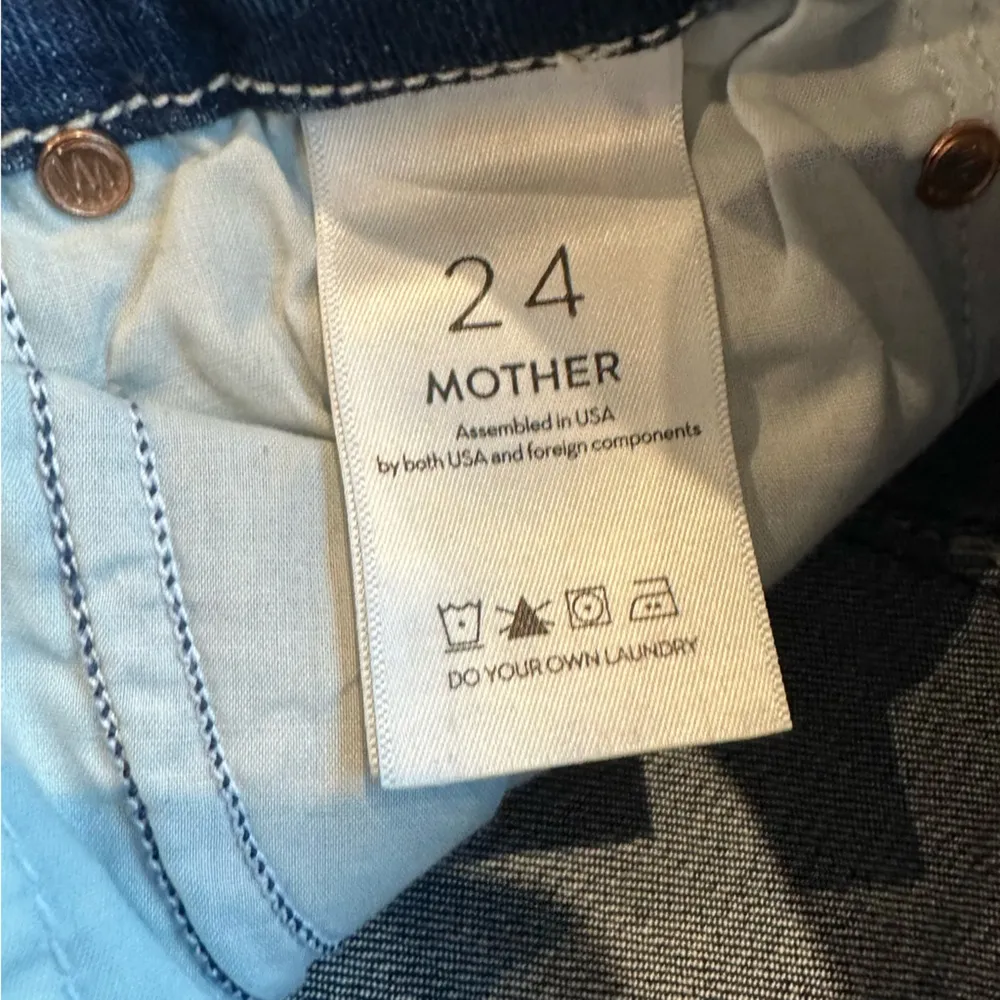 24
MOTHER
Assembled in USA
by both USA and foreign components
DO YOUR OWN LAUNDRY